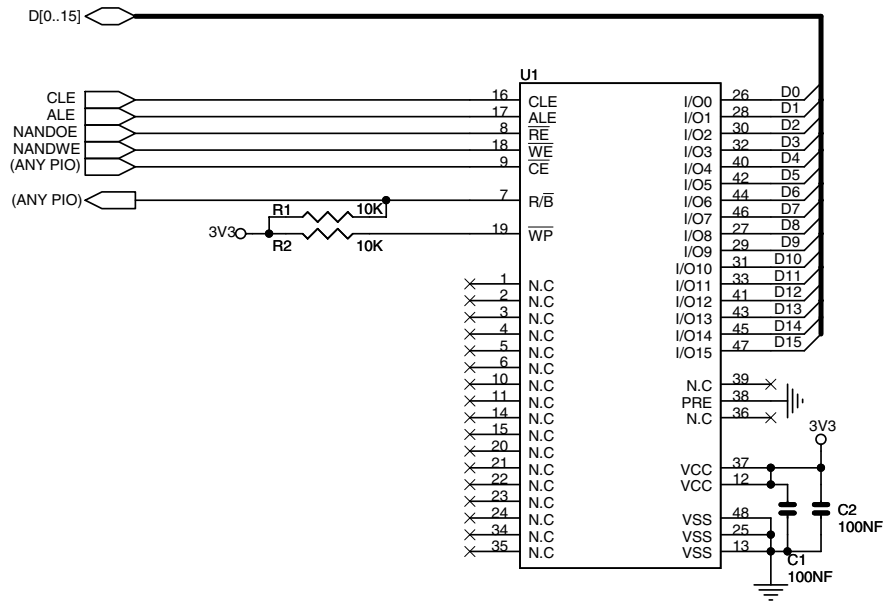 D[0..15]
U1
CLE 16 CLE I/O0 26 D0
ALE 17 ALE I/O1 28 D1
NANDOE 8 RE I/O2 30 D2
NANDWE 18 WE I/O3 32 D3
(ANY PIO) 9 CE I/O4 40 D4
I/O5 42 D5
(ANY PIO) 7 R/B I/O6 44 D6
R1 10K I/O7 46 D7
3V3 R2 10K 19 WP I/O8 27 D8
I/O9 29 D9
I/O10 31 D10
1 N.C I/O11 33 D11
2 N.C I/O12 41 D12
3 N.C I/O13 43 D13
4 N.C I/O14 45 D14
5 N.C I/O15 47 D15
6 N.C
10 N.C N.C 39
11 N.C PRE 38
14 N.C N.C 36
15 N.C 3V3
20 N.C
21 N.C VCC 37
22 N.C VCC 12
23 N.C
24 N.C VSS 48 C2
34 N.C VSS 25 100NF
35 N.C VSS 13
C1
100NF